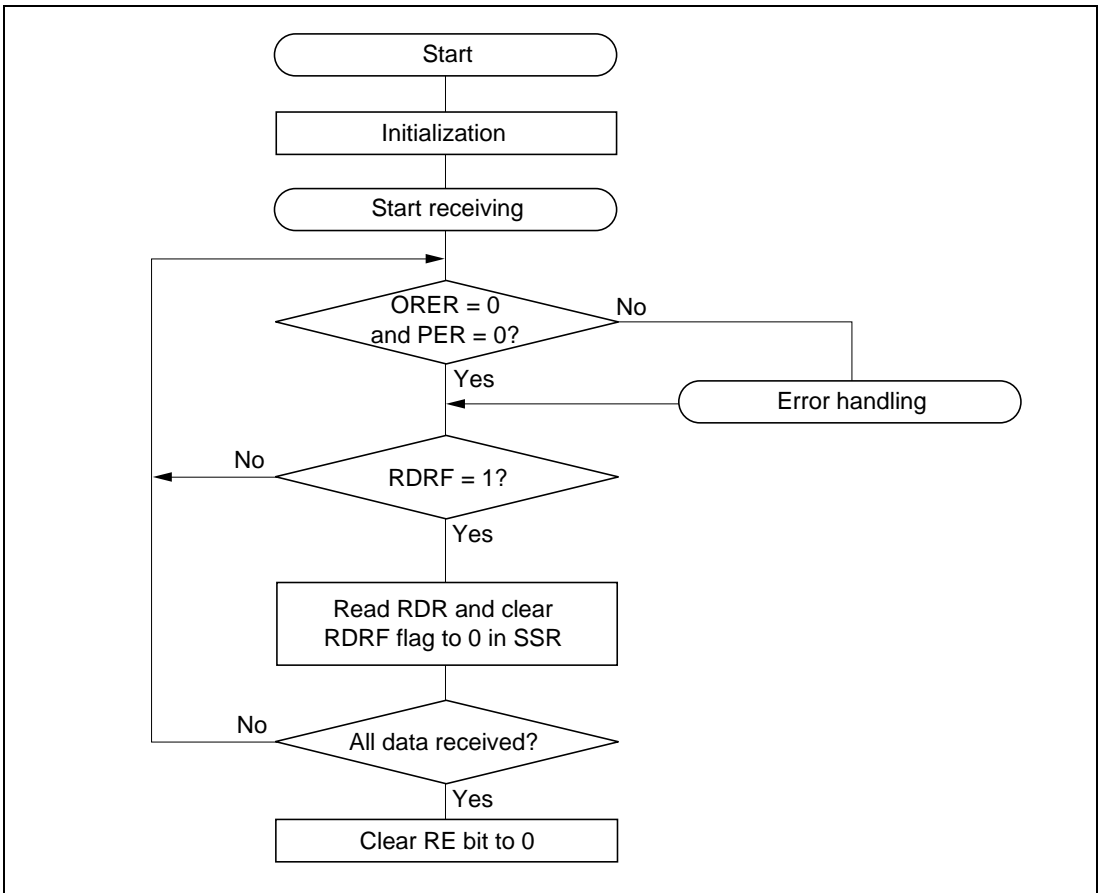 Start
Initialization
Start receiving
ORER = 0
and PER = 0?
No
Yes
Error handling
No
RDRF = 1?
Yes
Read RDR and clear
RDRF flag to 0 in SSR
No
All data received?
Yes
Clear RE bit to 0